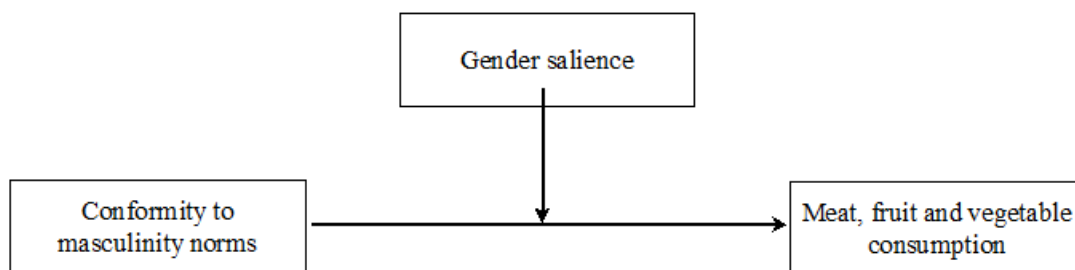 Gender salience
Conformity to
masculinity norms
Meat, fruit and vegetable
consumption